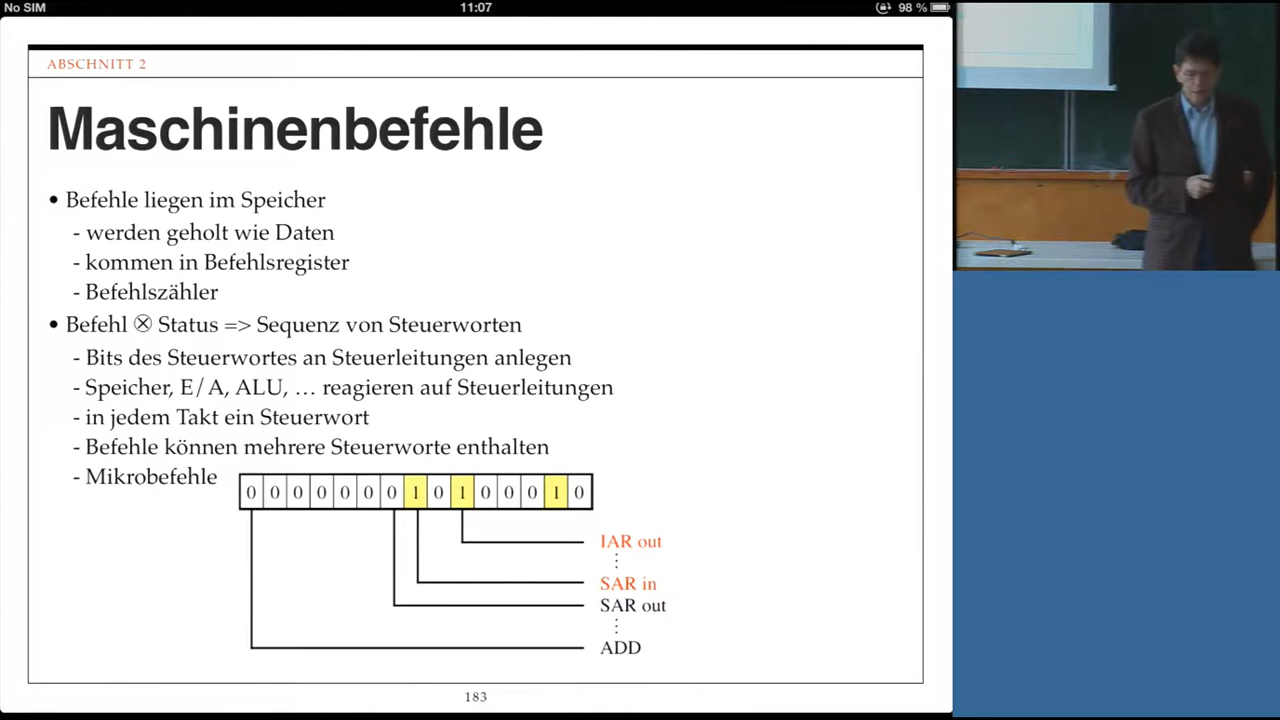 No SIM 11:07 98 %
ABSCHNITT 2
Maschinenbefehle
• Befehle liegen im Speicher
- werden geholt wie Daten
- kommen in Befehlsregister
- Befehlszähler
• Befehl ⊗ Status => Sequenz von Steuerworten
- Bits des Steuerwortes an Steuerleitungen anlegen
- Speicher, E/A, ALU, … reagieren auf Steuerleitungen
- in jedem Takt ein Steuerwort
- Befehle können mehrere Steuerworte enthalten
- Mikrobefehle
0 0 0 0 0 0 0 1 0 1 0 0 0 1 0
IAR out
⋮
SAR in
SAR out
⋮
ADD
183